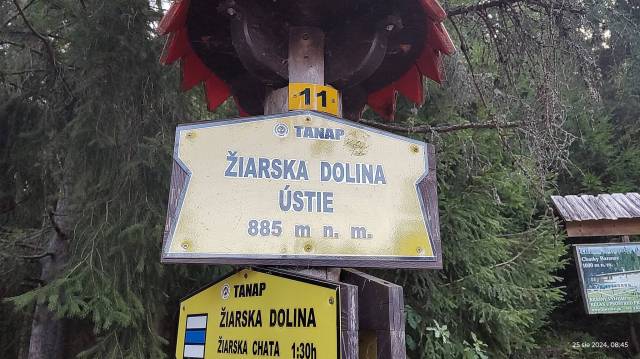 11
TANAP
ŽIARSKA DOLINA
ÚSTIE
885 m n. m.
TANAP
ŽIARSKA DOLINA
ŽIARSKA CHATA 1:30h
25 sie 2024, 08:45